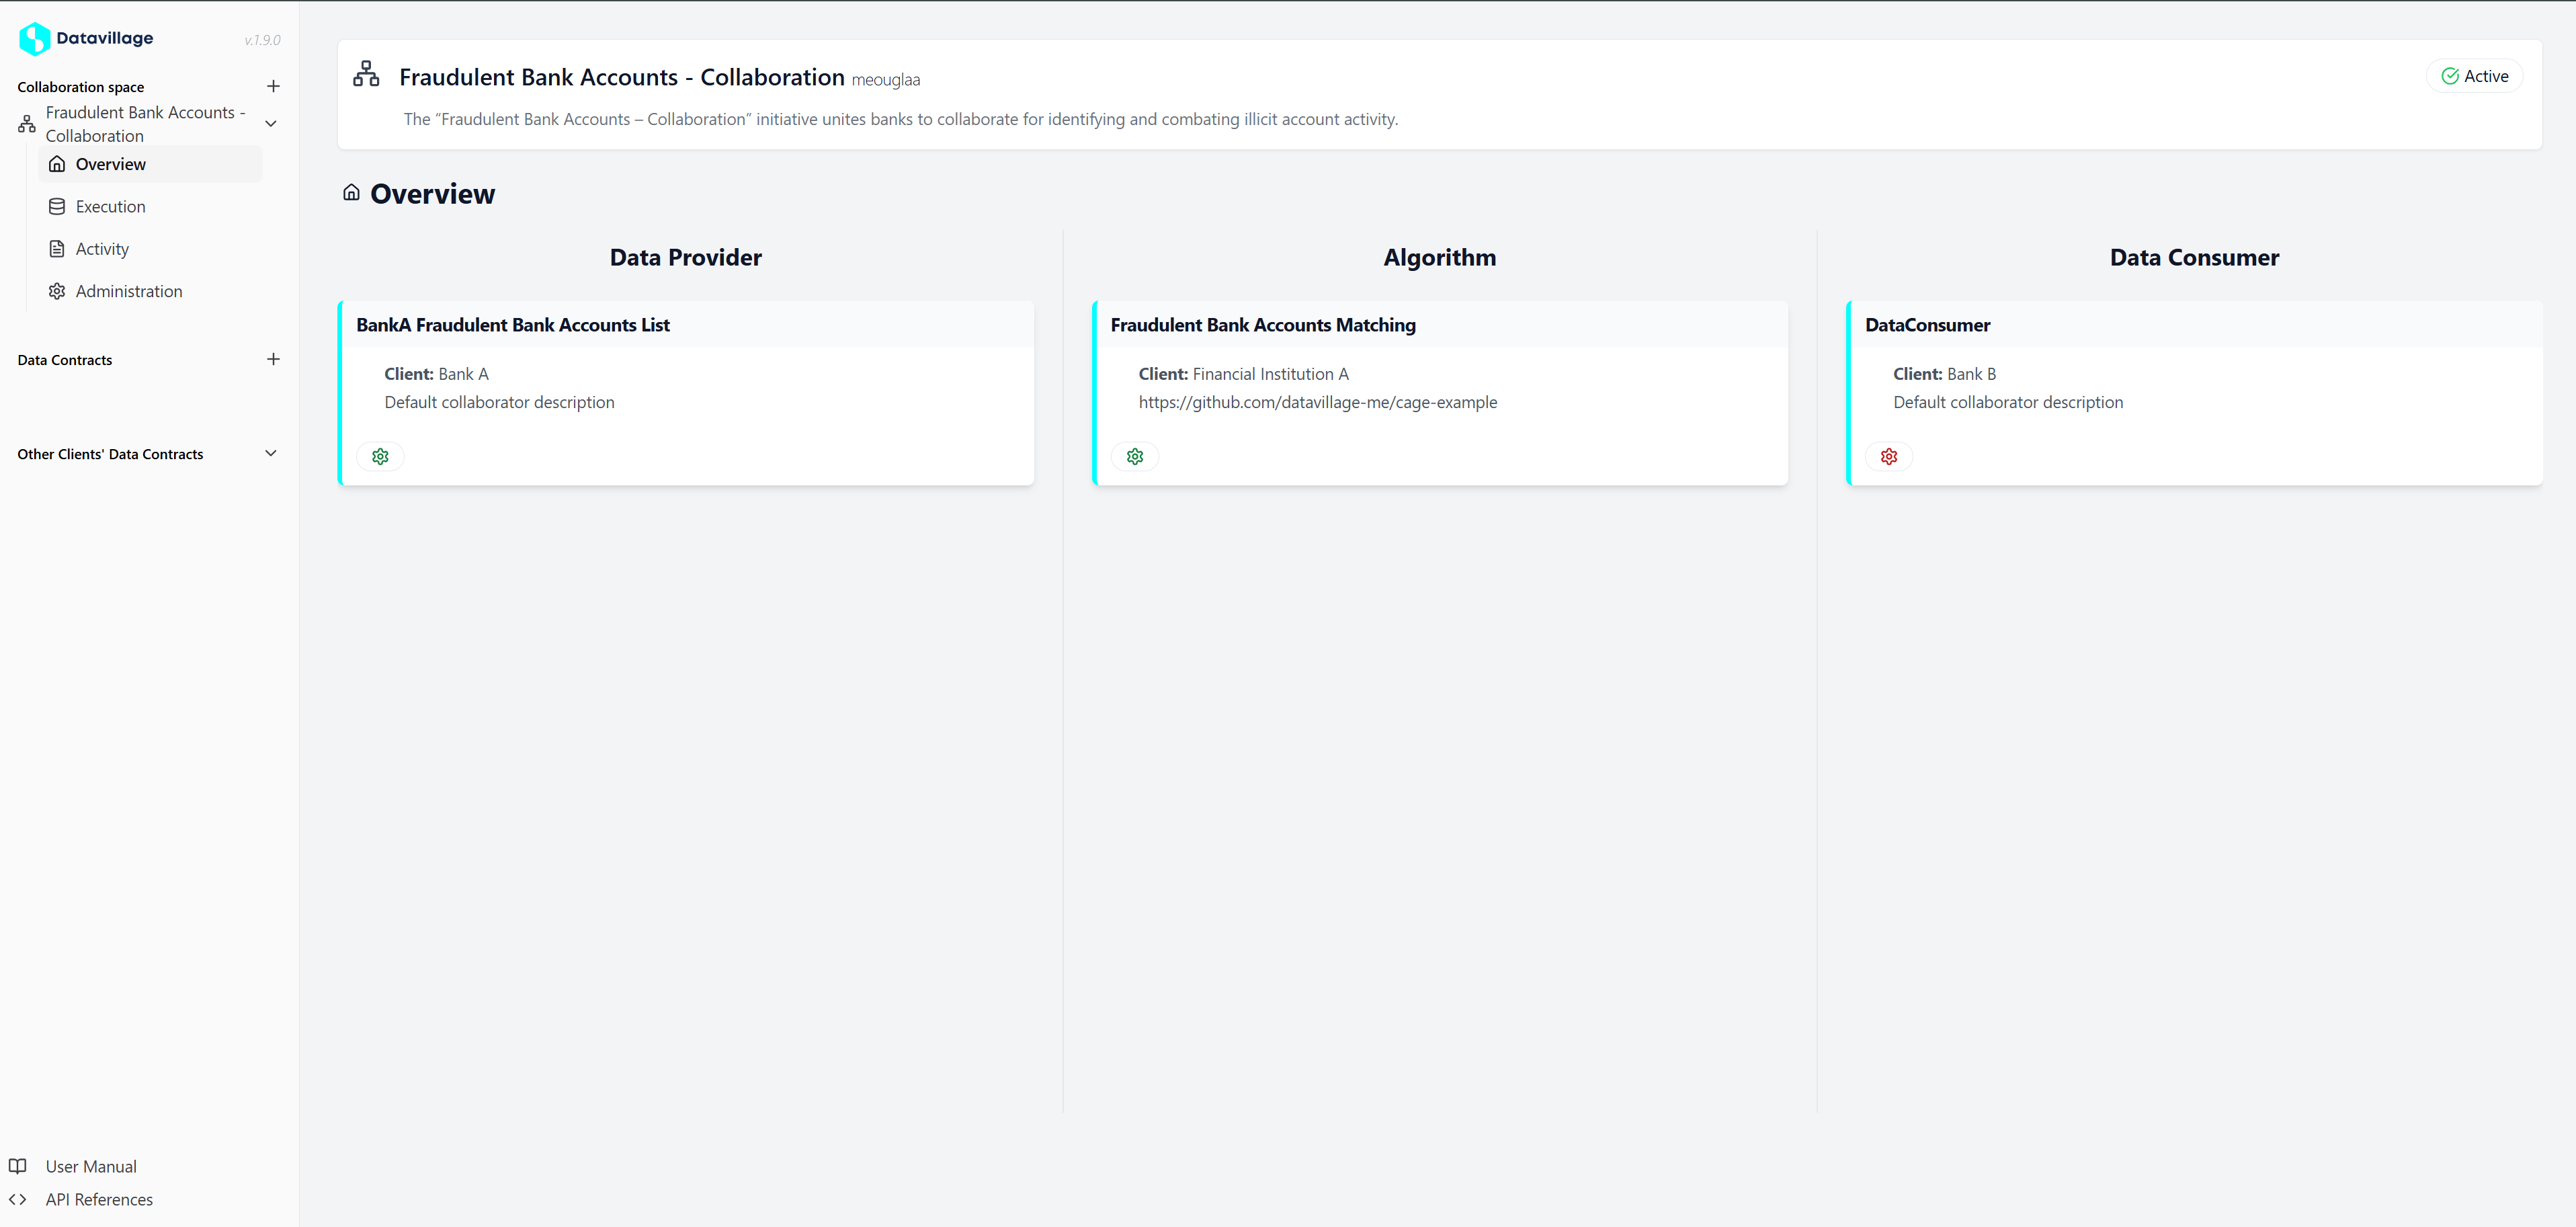 Datavillage
v.1.9.0
Collaboration space
Fraudulent Bank Accounts -
Collaboration
Overview
Execution
Activity
Administration
Data Contracts
Other Clients' Data Contracts
User Manual
API References
Fraudulent Bank Accounts - Collaboration meouglaa
Active
The “Fraudulent Bank Accounts – Collaboration” initiative unites banks to collaborate for identifying and combating illicit account activity.
Overview
Data Provider
BankA Fraudulent Bank Accounts List
Client: Bank A
Default collaborator description
Algorithm
Fraudulent Bank Accounts Matching
Client: Financial Institution A
https://github.com/datavillage-me/cage-example
Data Consumer
DataConsumer
Client: Bank B
Default collaborator description